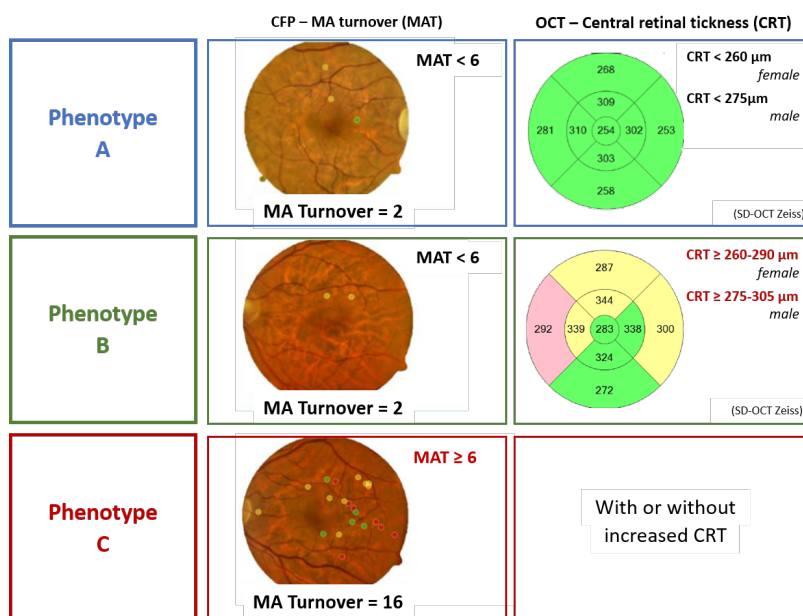 CFP – MA turnover (MAT)
OCT – Central retinal tickness (CRT)
Phenotype
A
MAT < 6
MA Turnover = 2
268
309
281
310
254
302
253
303
258
CRT < 260 µm
female
CRT < 275µm
male
(SD-OCT Zeiss)
Phenotype
B
MAT < 6
MA Turnover = 2
287
344
292
339
283
338
300
324
272
CRT ≥ 260-290 µm
female
CRT ≥ 275-305 µm
male
(SD-OCT Zeiss)
Phenotype
C
MAT ≥ 6
MA Turnover = 16
With or without
increased CRT